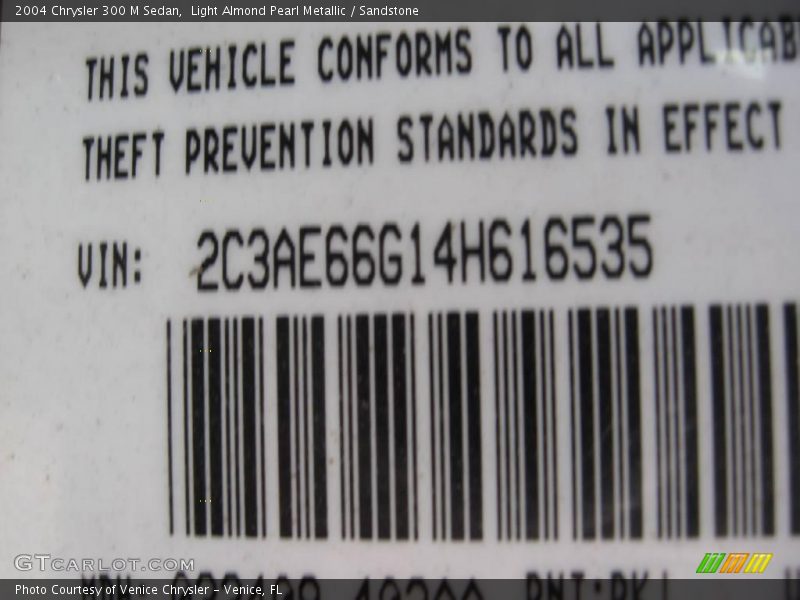 2004 Chrysler 300 M Sedan,  Light Almond Pearl Metallic / Sandstone
THIS VEHICLE CONFORMS TO ALL
THEFT PREVENTION STANDARDS IN EFFECT
VIN: 2C3AE66G14H616535
GTCARLOT.COM
Photo Courtesy of Venice Chrysler - Venice, FL